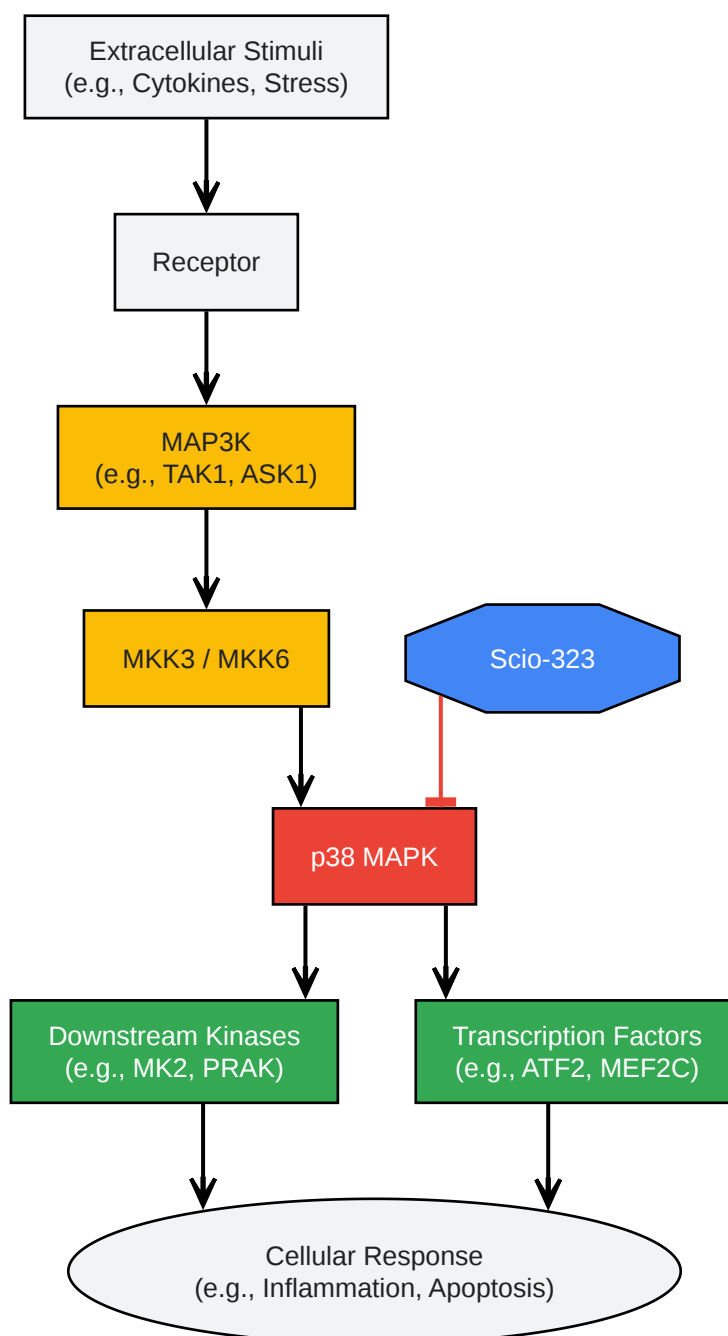 Extracellular Stimuli
(e.g., Cytokines, Stress)
Receptor
MAP3K
(e.g., TAK1, ASK1)
MKK3 / MKK6
Scio-323
p38 MAPK
Downstream Kinases
(e.g., MK2, PRAK)
Transcription Factors
(e.g., ATF2, MEF2C)
Cellular Response
(e.g., Inflammation, Apoptosis)